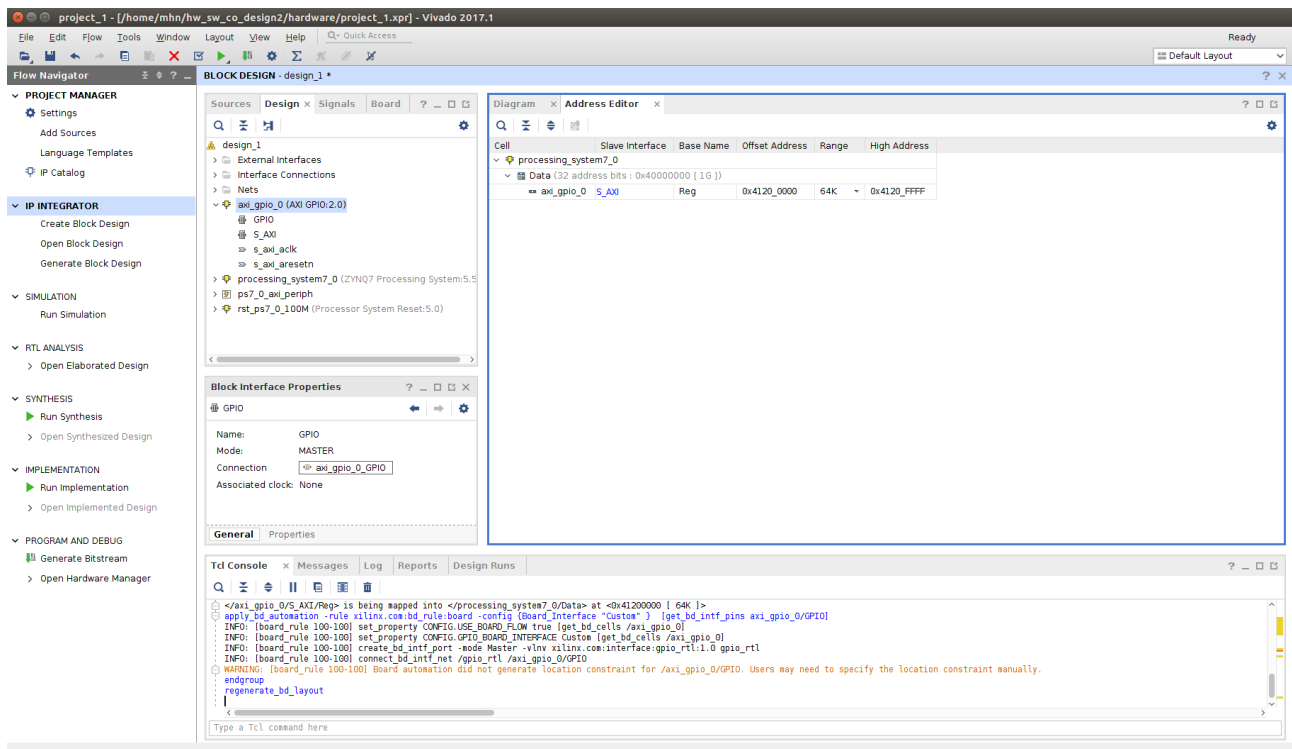 project_1 - [/home/mhn/hw_sw_co_design2/hardware/project_1.xpr] - Vivado 2017.1
File Edit Flow Tools Window Layout View Help Quick Access Ready
Default Layout
Flow Navigator
BLOCK DESIGN - design_1 *
PROJECT MANAGER
Settings
Add Sources
Language Templates
IP Catalog
IP INTEGRATOR
Create Block Design
Open Block Design
Generate Block Design
SIMULATION
Run Simulation
RTL ANALYSIS
Open Elaborated Design
SYNTHESIS
Run Synthesis
Open Synthesized Design
IMPLEMENTATION
Run Implementation
Open Implemented Design
PROGRAM AND DEBUG
Generate Bitstream
Open Hardware Manager
Sources Design Signals Board
design_1
External Interfaces
Interface Connections
Nets
axi_gpio_0 (AXI GPIO:2.0)
GPIO
S_AXI
s_axi_aclk
s_axi_aresetn
processing_system7_0 (ZYNQ7 Processing System:5.5
ps7_0_axi_periph
rst_ps7_0_100M (Processor System Reset:5.0)
Block Interface Properties
GPIO
Name: GPIO
Mode: MASTER
Connection axi_gpio_0_GPIO
Associated clock: None
General Properties
Diagram Address Editor
Cell Slave Interface Base Name Offset Address Range High Address
processing_system7_0
Data (32 address bits : 0x40000000 [ 1G ])
axi_gpio_0 S_AXI Reg 0x4120_0000 64K 0x4120_FFFF
Tcl Console Messages Log Reports Design Runs
</axi_gpio_0/S_AXI/Reg> is being mapped into </processing_system7_0/Data> at <0x41200000 [ 64K ]>
apply_bd_automation -rule xilinx.com:bd_rule:board -config {Board_Interface "Custom" } [get_bd_intf_pins axi_gpio_0/GPIO]
INFO: [board_rule 100-100] set_property CONFIG.USE_BOARD_FLOW true [get_bd_cells /axi_gpio_0]
INFO: [board_rule 100-100] set_property CONFIG.GPIO_BOARD_INTERFACE Custom [get_bd_cells /axi_gpio_0]
INFO: [board_rule 100-100] create_bd_intf_port -mode Master -vlnv xilinx.com:interface:gpio_rtl:1.0 gpio_rtl
INFO: [board_rule 100-100] connect_bd_intf_net /gpio_rtl /axi_gpio_0/GPIO
WARNING: [board_rule 100-100] Board automation did not generate location constraint for /axi_gpio_0/GPIO. Users may need to specify the location constraint manually.
endgroup
regenerate_bd_layout
Type a Tcl command here